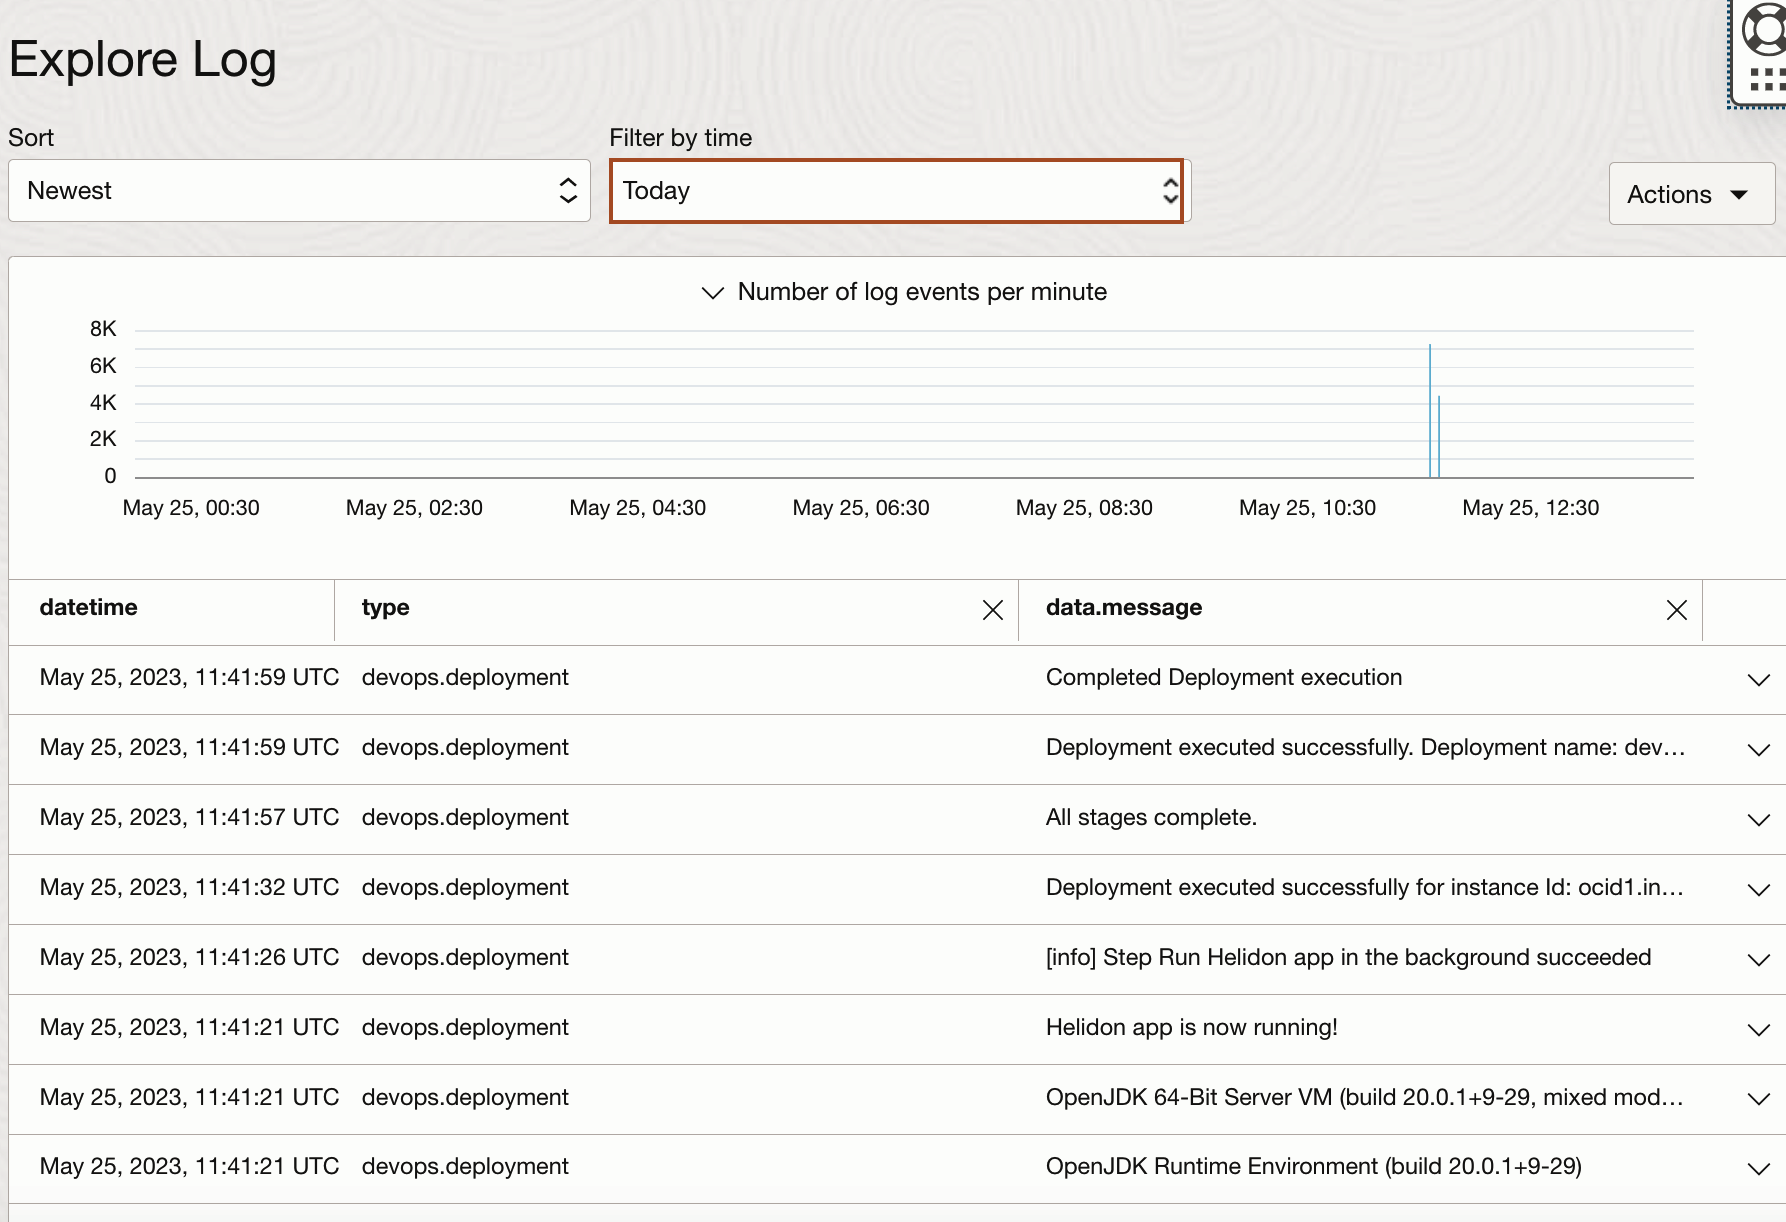 Explore Log
Sort
Filter by time
Newest
Today
Actions
Number of log events per minute
8K
6K
4K
2K
0
May 25, 00:30 May 25, 02:30 May 25, 04:30 May 25, 06:30 May 25, 08:30 May 25, 10:30 May 25, 12:30
datetime type data.message
May 25, 2023, 11:41:59 UTC devops.deployment Completed Deployment execution
May 25, 2023, 11:41:59 UTC devops.deployment Deployment executed successfully. Deployment name: dev...
May 25, 2023, 11:41:57 UTC devops.deployment All stages complete.
May 25, 2023, 11:41:32 UTC devops.deployment Deployment executed successfully for instance Id: ocid1.in...
May 25, 2023, 11:41:26 UTC devops.deployment [info] Step Run Helidon app in the background succeeded
May 25, 2023, 11:41:21 UTC devops.deployment Helidon app is now running!
May 25, 2023, 11:41:21 UTC devops.deployment OpenJDK 64-Bit Server VM (build 20.0.1+9-29, mixed mod...
May 25, 2023, 11:41:21 UTC devops.deployment OpenJDK Runtime Environment (build 20.0.1+9-29)